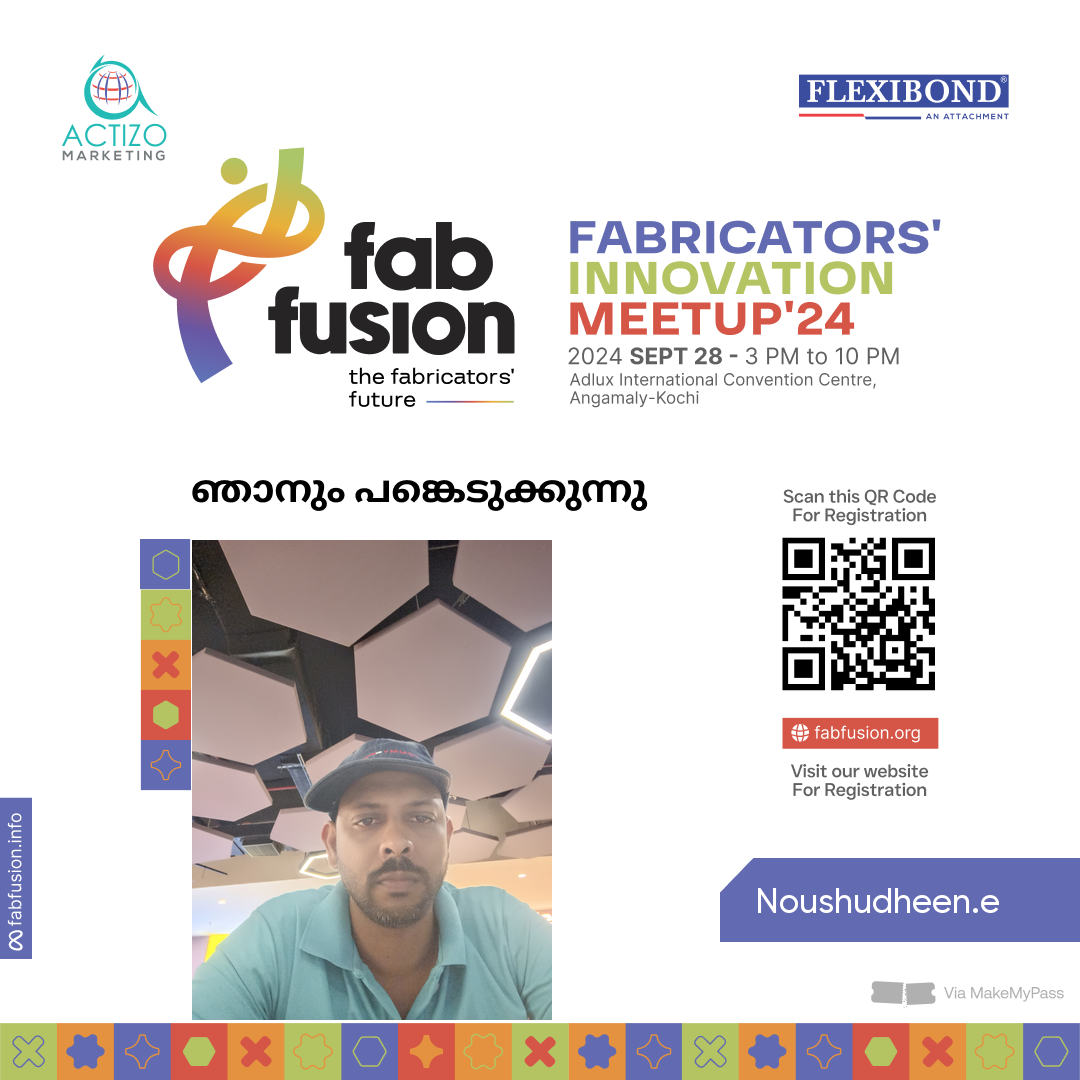 ACTIZO
MARKETING
FLEXIBOND®
AN ATTACHMENT
fab
fusion
the fabricators'
future
FABRICATORS'
INNOVATION
MEETUP'24
2024 SEPT 28 - 3 PM to 10 PM
Adlux International Convention Centre,
Angamaly-Kochi
ഞാനും പങ്കെടുക്കുന്നു
Scan this QR Code
For Registration
fabfusion.org
Visit our website
For Registration
fabfusion.info
Noushudheen.e
Via MakeMyPass